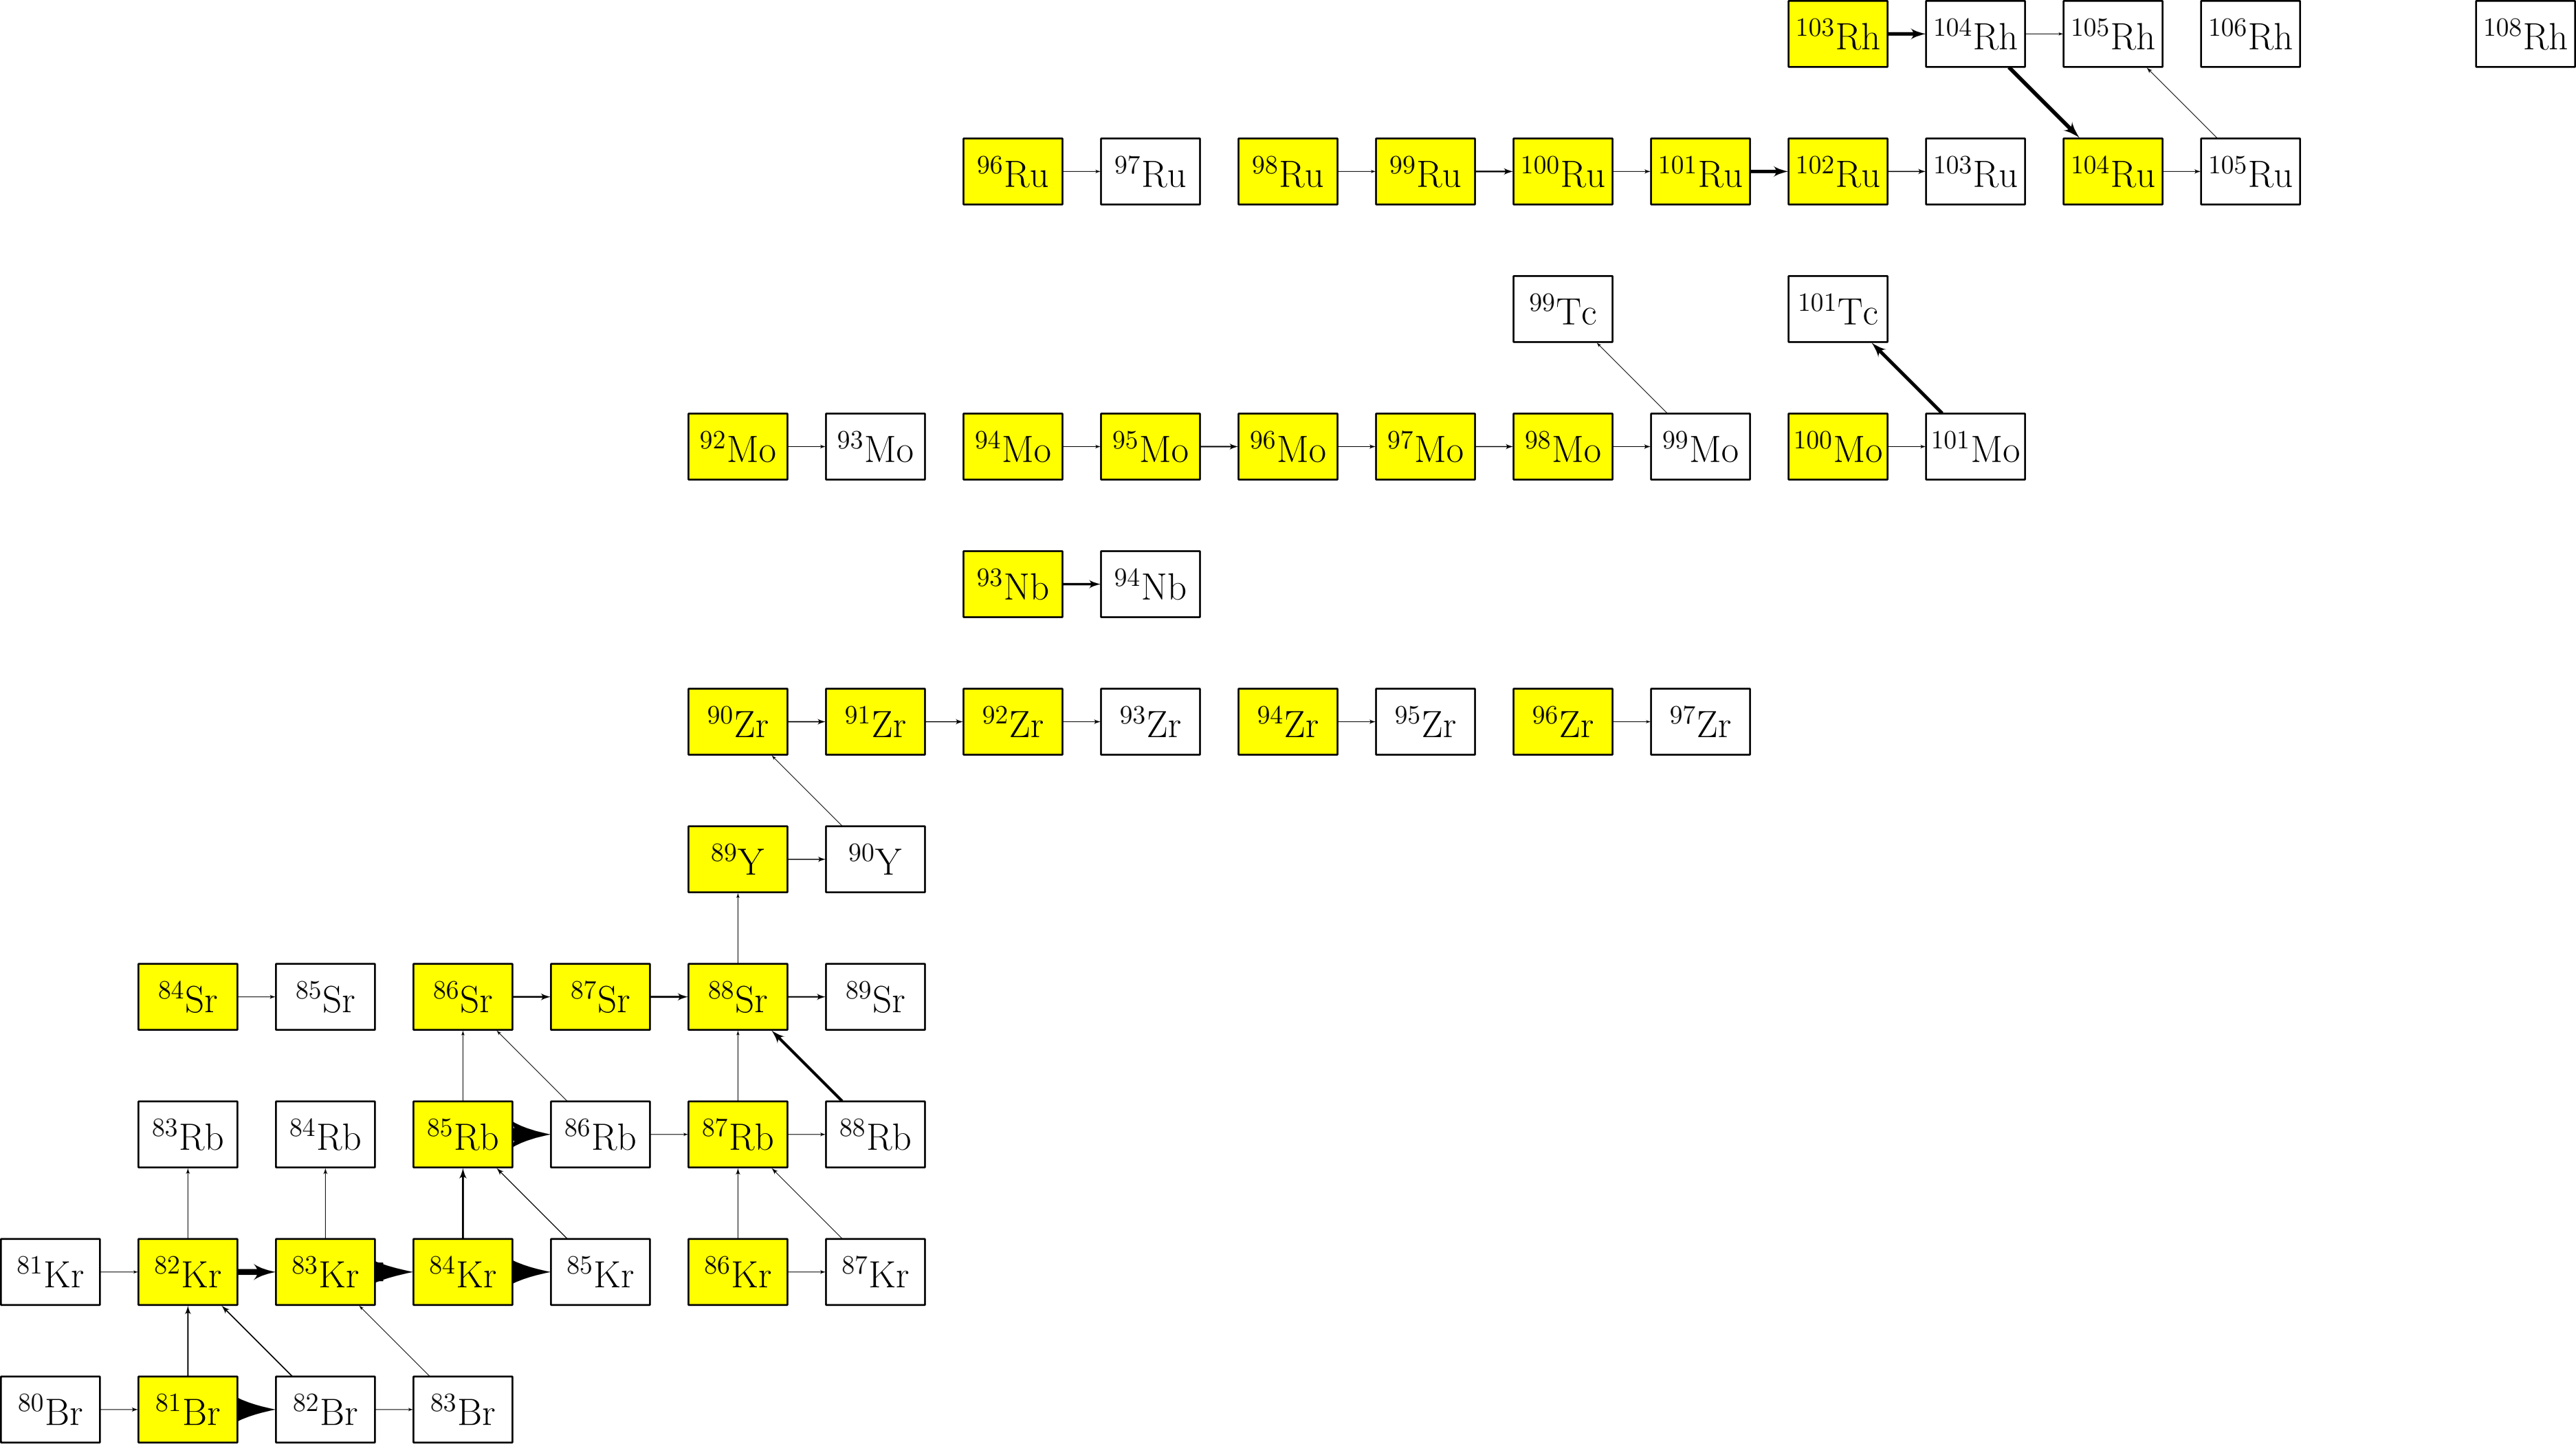 ¹⁰³Rh ¹⁰⁴Rh ¹⁰⁵Rh ¹⁰⁶Rh ¹⁰⁸Rh
⁹⁶Ru ⁹⁷Ru ⁹⁸Ru ⁹⁹Ru ¹⁰⁰Ru ¹⁰¹Ru ¹⁰²Ru ¹⁰³Ru ¹⁰⁴Ru ¹⁰⁵Ru
⁹⁹Tc ¹⁰¹Tc
⁹²Mo ⁹³Mo ⁹⁴Mo ⁹⁵Mo ⁹⁶Mo ⁹⁷Mo ⁹⁸Mo ⁹⁹Mo ¹⁰⁰Mo ¹⁰¹Mo
⁹³Nb ⁹⁴Nb
⁹⁰Zr ⁹¹Zr ⁹²Zr ⁹³Zr ⁹⁴Zr ⁹⁵Zr ⁹⁶Zr ⁹⁷Zr
⁸⁹Y ⁹⁰Y
⁸⁴Sr ⁸⁵Sr ⁸⁶Sr ⁸⁷Sr ⁸⁸Sr ⁸⁹Sr
⁸³Rb ⁸⁴Rb ⁸⁵Rb ⁸⁶Rb ⁸⁷Rb ⁸⁸Rb
⁸¹Kr ⁸²Kr ⁸³Kr ⁸⁴Kr ⁸⁵Kr ⁸⁶Kr ⁸⁷Kr
⁸⁰Br ⁸¹Br ⁸²Br ⁸³Br